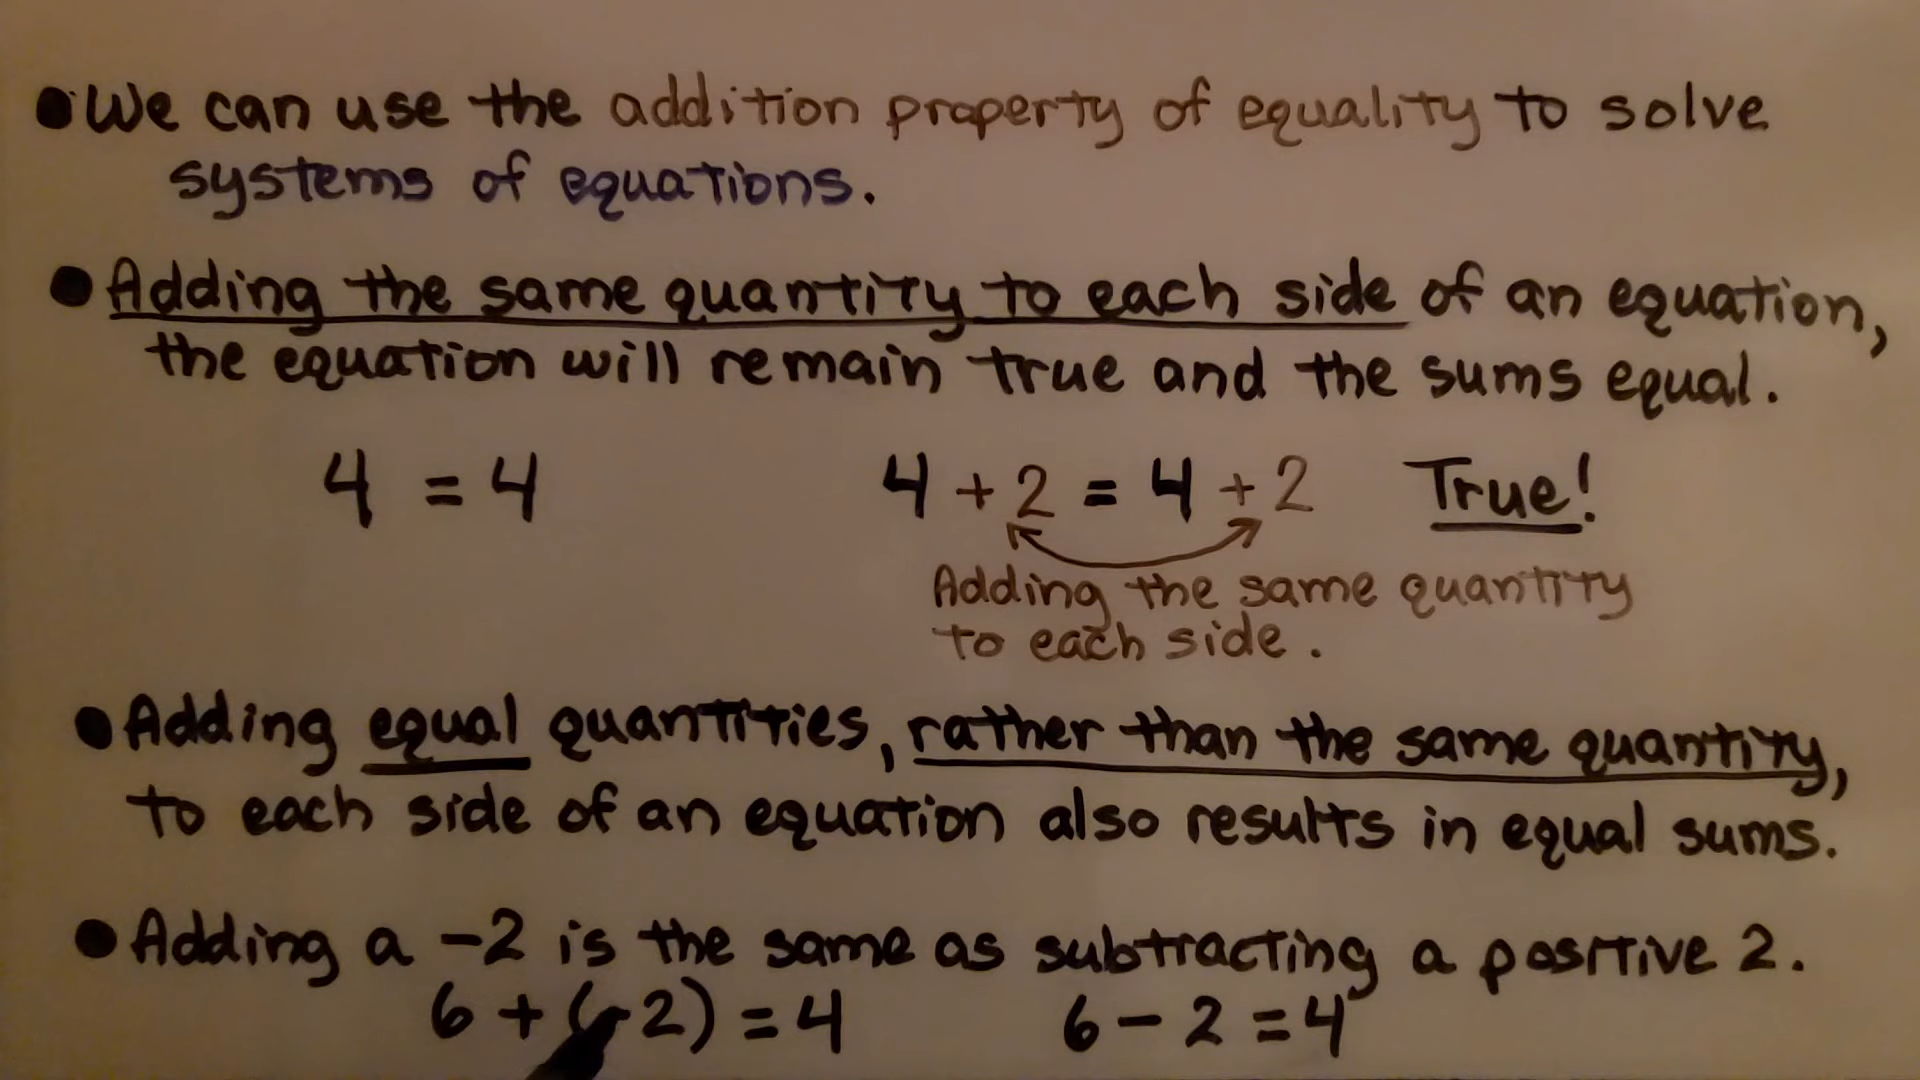 • We can use the addition property of equality to solve
systems of equations.
• Adding the same quantity to each side of an equation,
the equation will remain true and the sums equal.
4 = 4 4 + 2 = 4 + 2 True!
Adding the same quantity
to each side.
• Adding equal quantities, rather than the same quantity,
to each side of an equation also results in equal sums.
• Adding a -2 is the same as subtracting a positive 2.
6 + (-2) = 4 6 - 2 = 4